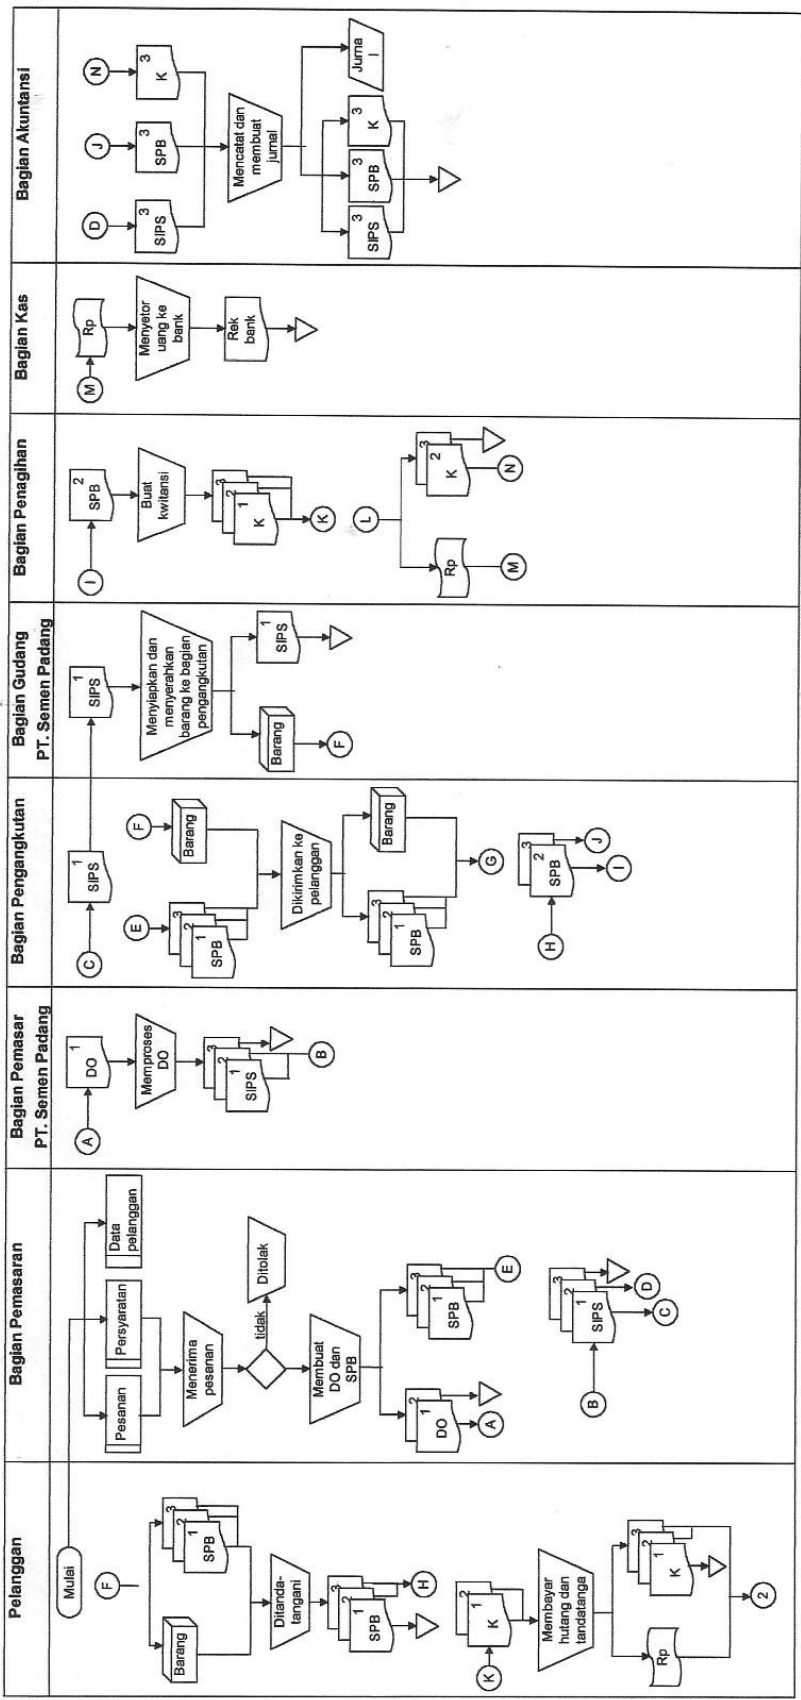 Pelanggan
Mulai
F
Barang
3
2
1
SPB
Ditanda-
tangani
3
2
1
SPB
H
K
2
1
K
Membayar
hutang dan
tandatanga
Rp
3
2
1
K
2
Bagian Pemasaran
Pesanan
Persyaratan
Data
pelanggan
Menerima
pesanan
tidak
Ditolak
Membuat
DO dan
SPB
2
1
DO
A
3
2
1
SPB
E
B
3
2
1
SIPS
D
C
Bagian Pemasar
PT. Semen Padang
A
1
DO
Memproses
DO
3
2
1
SIPS
B
Bagian Pengangkutan
C
1
SIPS
E
3
2
1
SPB
F
Barang
Dikirimkan ke
pelanggan
3
2
1
SPB
Barang
G
H
3
2
SPB
J
I
Bagian Gudang
PT. Semen Padang
1
SIPS
Menyiapkan dan
menyerahkan
barang ke bagian
pengangkutan
Barang
F
1
SIPS
Bagian Penagihan
I
2
SPB
Buat
kwitansi
3
2
1
K
K
L
Rp
M
3
2
K
N
Bagian Kas
M
Rp
Menyetor
uang ke
bank
Rek
bank
Bagian Akuntansi
D
J
N
3
SIPS
3
SPB
3
K
Mencatat dan
membuat
jurnal
3
SIPS
3
SPB
3
K
Jurna
l